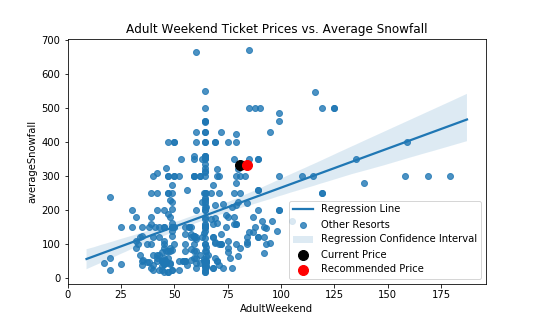 Adult Weekend Ticket Prices vs. Average Snowfall
700
600
500
400
300
200
100
0
averageSnowfall
0 25 50 75 100 125 150 175
AdultWeekend
Regression Line
Other Resorts
Regression Confidence Interval
Current Price
Recommended Price